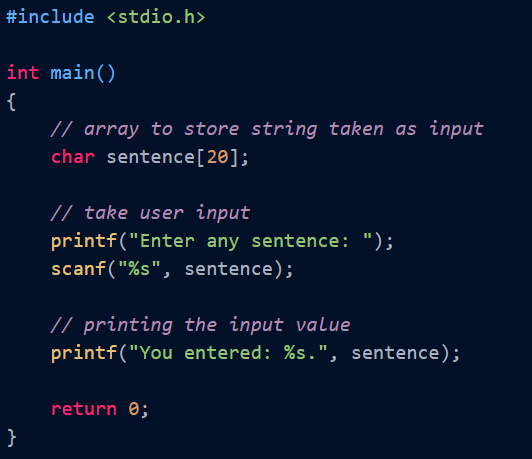 #include <stdio.h>
int main()
{
    // array to store string taken as input
    char sentence[20];
    // take user input
    printf("Enter any sentence: ");
    scanf("%s", sentence);
    // printing the input value
    printf("You entered: %s.", sentence);
    return 0;
}